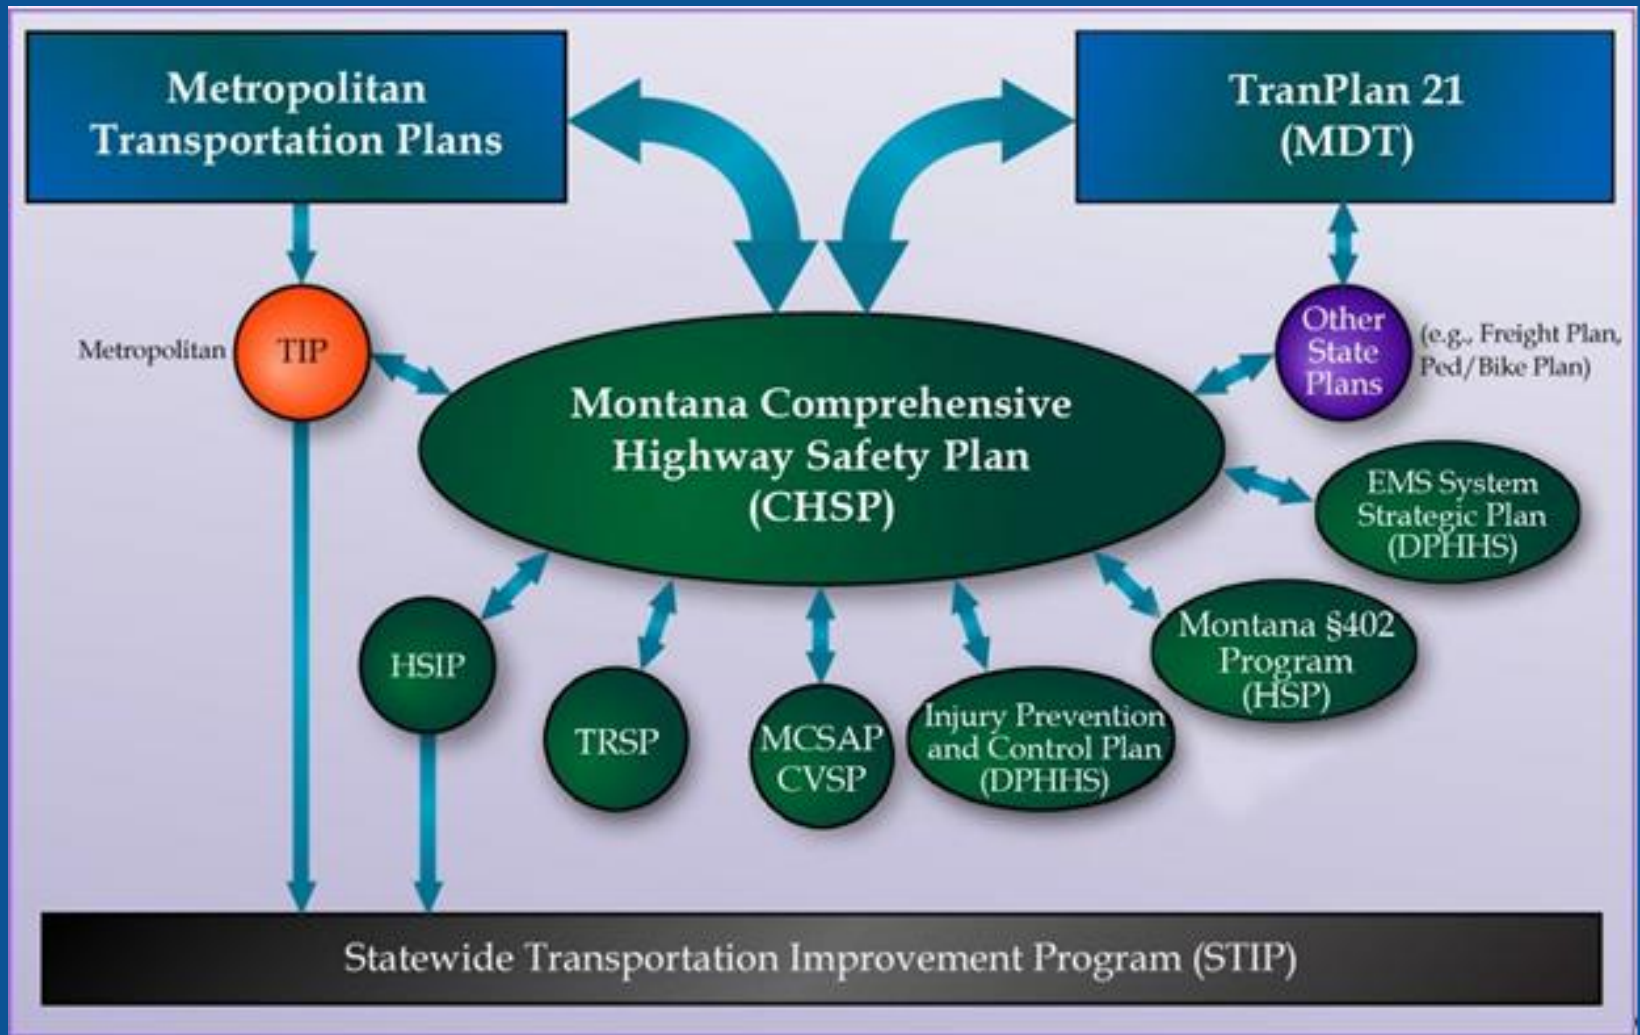 Metropolitan
Transportation Plans
TranPlan 21
(MDT)
Metropolitan
TIP
Other
State
Plans
(e.g., Freight Plan,
Ped/Bike Plan)
Montana Comprehensive
Highway Safety Plan
(CHSP)
EMS System
Strategic Plan
(DPHHS)
Montana §402
Program
(HSP)
HSIP
TRSP
MCSAP
CVSP
Injury Prevention
and Control Plan
(DPHHS)
Statewide Transportation Improvement Program (STIP)